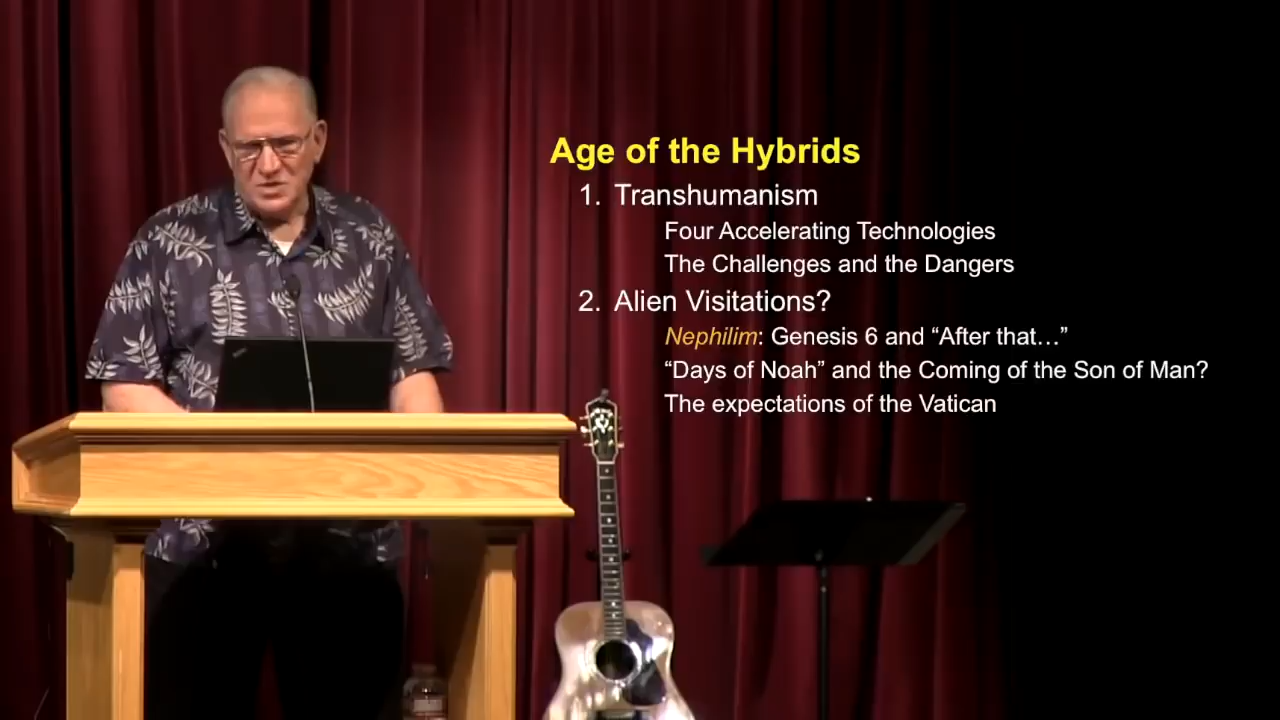 Age of the Hybrids
1. Transhumanism
Four Accelerating Technologies
The Challenges and the Dangers
2. Alien Visitations?
Nephilim: Genesis 6 and “After that…”
“Days of Noah” and the Coming of the Son of Man?
The expectations of the Vatican